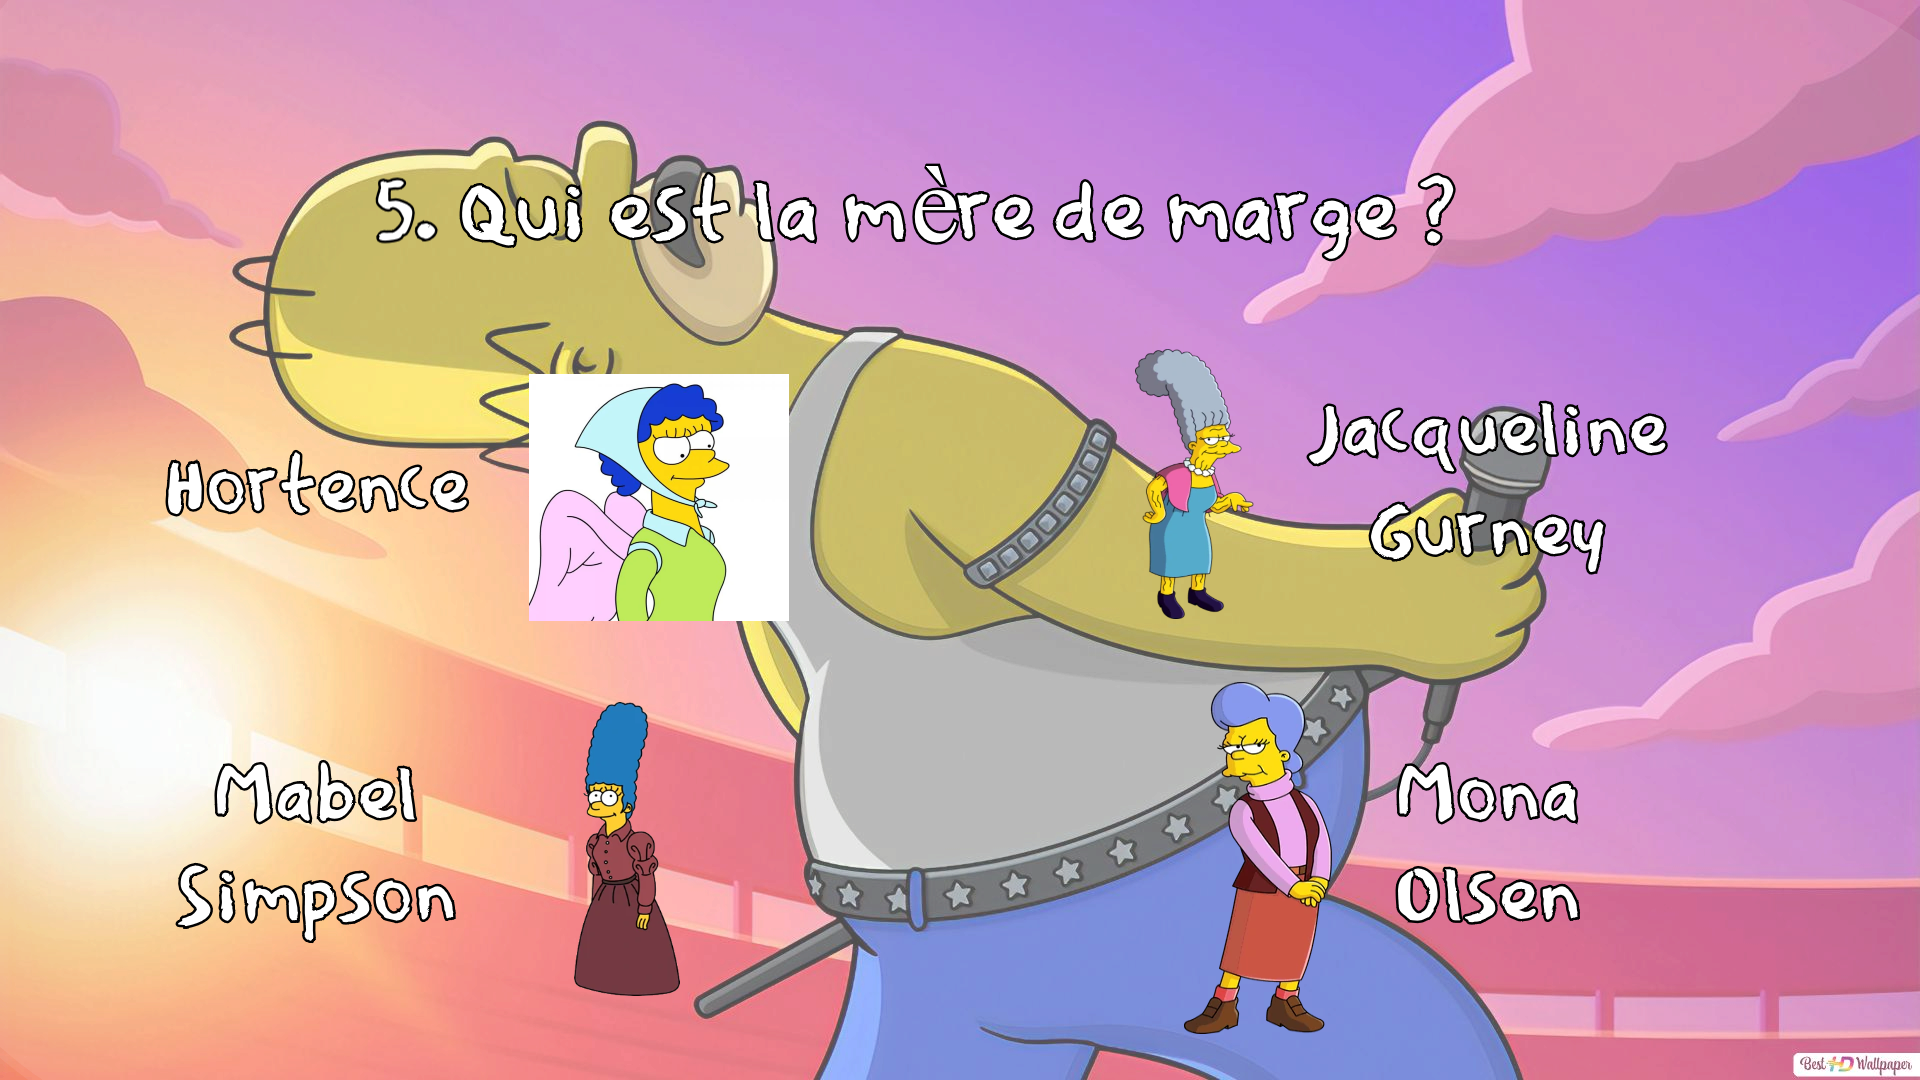 5. Qui est la mère de marge ?
Hortence
Jacqueline
Gurney
Mabel
Simpson
Mona
Olsen
Best HD Wallpaper